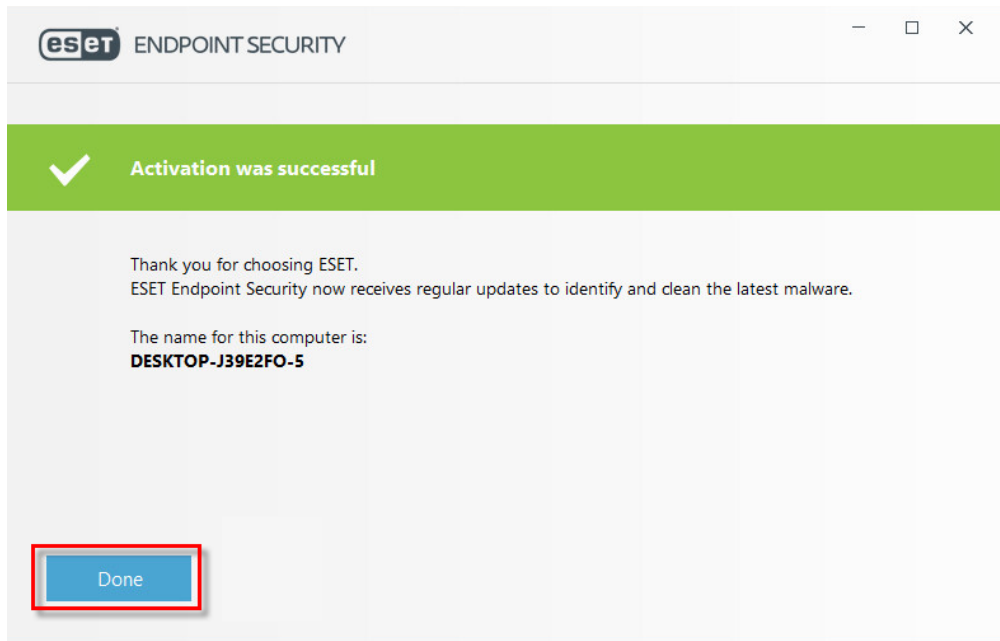 eseT ENDPOINT SECURITY
Activation was successful
Thank you for choosing ESET.
ESET Endpoint Security now receives regular updates to identify and clean the latest malware.
The name for this computer is:
DESKTOP-J39E2FO-5
Done